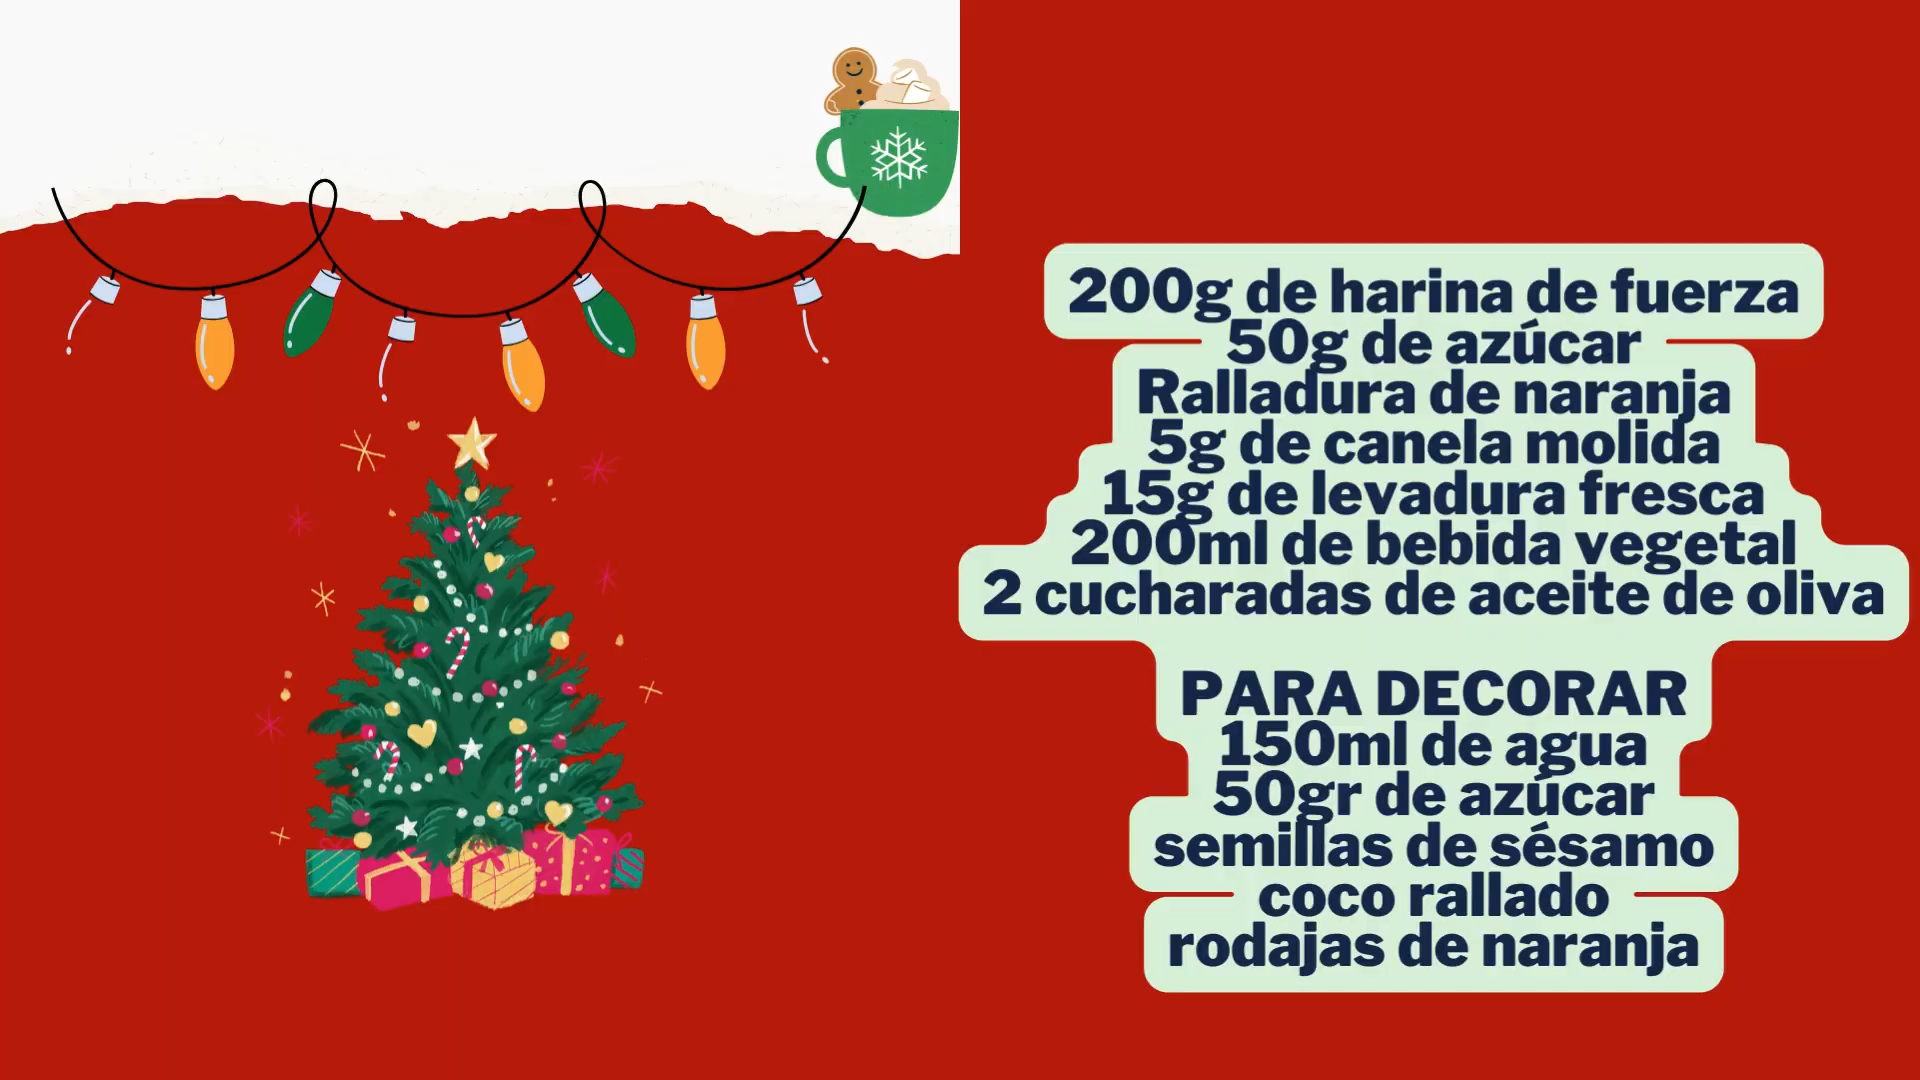 200g de harina de fuerza
50g de azúcar
Ralladura de naranja
5g de canela molida
15g de levadura fresca
200ml de bebida vegetal
2 cucharadas de aceite de oliva
PARA DECORAR
150ml de agua
50gr de azúcar
semillas de sésamo
coco rallado
rodajas de naranja